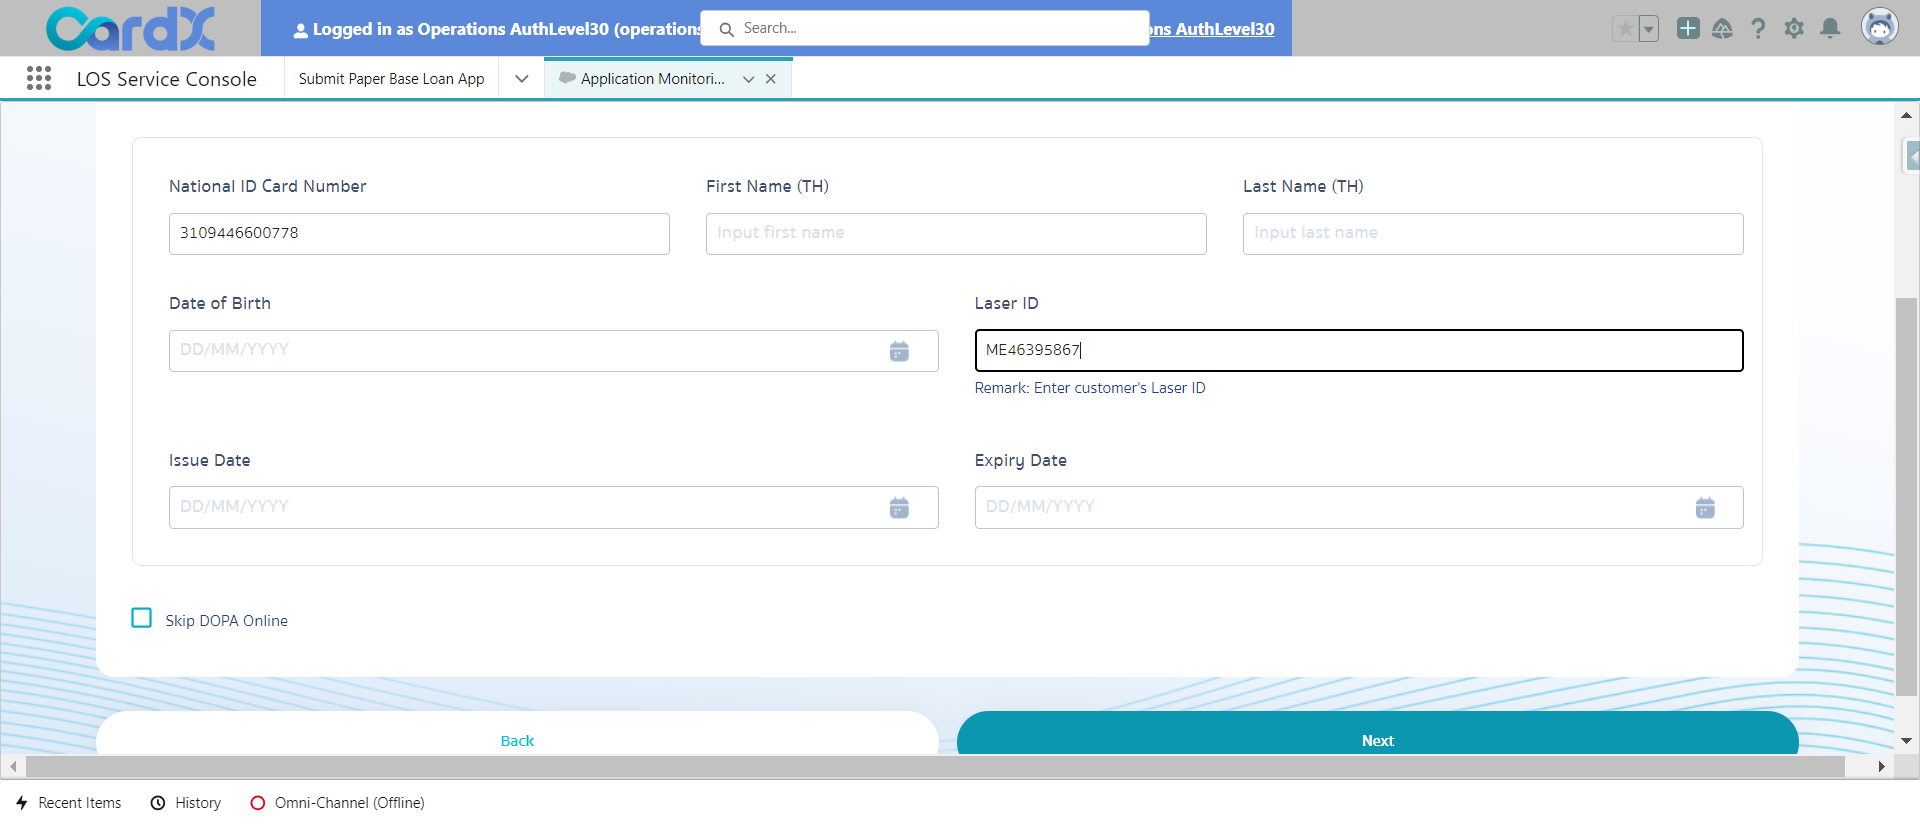 CardX
Logged in as Operations AuthLevel30 (operations
Search...
ns AuthLevel30
LOS Service Console
Submit Paper Base Loan App
Application Monitori...
National ID Card Number
First Name (TH)
Last Name (TH)
3109446600778
Input first name
Input last name
Date of Birth
Laser ID
DD/MM/YYYY
ME46395867
Remark: Enter customer's Laser ID
Issue Date
Expiry Date
DD/MM/YYYY
DD/MM/YYYY
Skip DOPA Online
Back
Next
Recent Items
History
Omni-Channel (Offline)